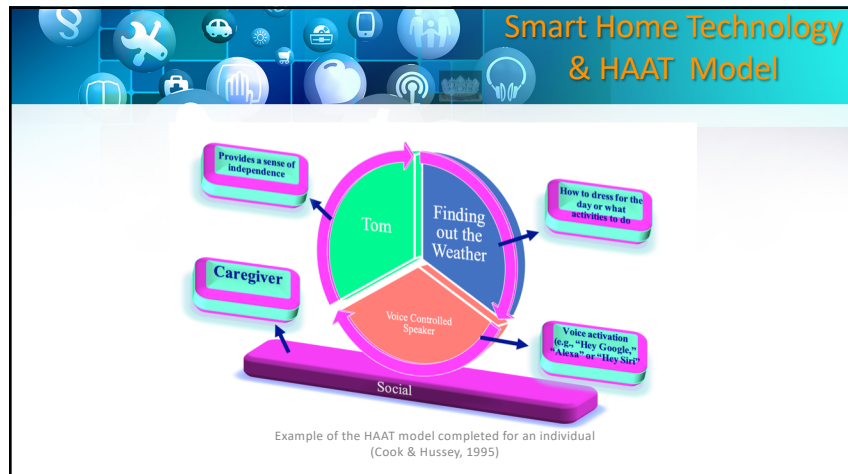 Smart Home Technology
& HAAT Model
Provides a sense of
independence
Tom
Finding
out the
Weather
How to dress for the
day or what
activities to do
Caregiver
Voice Controlled
Speaker
Voice activation
(e.g., “Hey Google,”
“Alexa” or “Hey Siri”
Social
Example of the HAAT model completed for an individual
(Cook & Hussey, 1995)